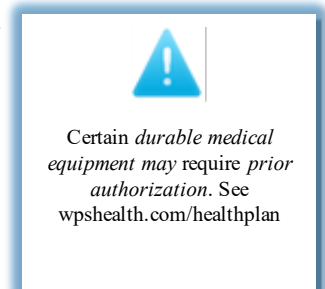 Certain durable medical
equipment may require prior
authorization. See
wpshealth.com/healthplan